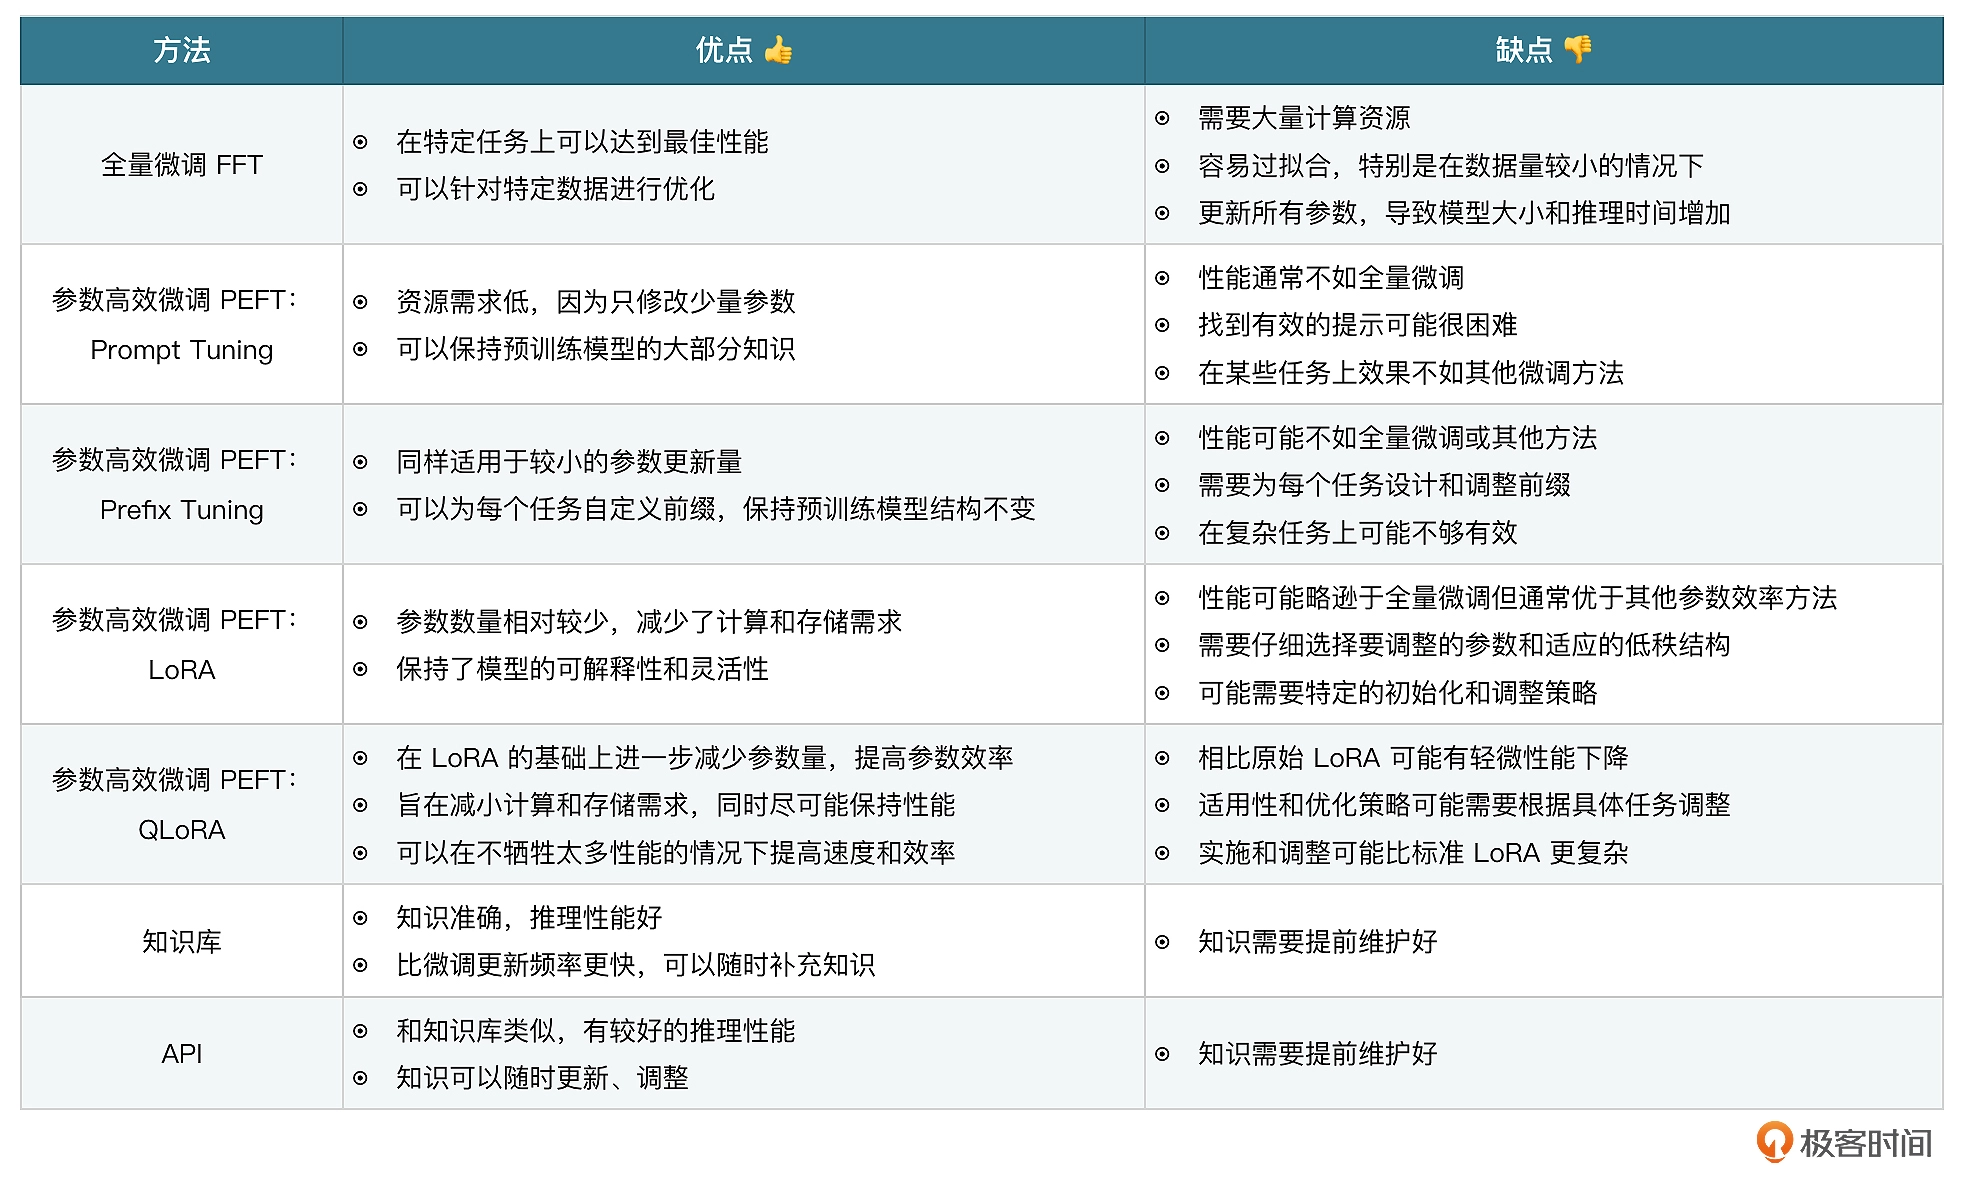 方法
优点
缺点
全量微调 FFT
在特定任务上可以达到最佳性能
可以针对特定数据进行优化
需要大量计算资源
容易过拟合，特别是在数据量较小的情况下
更新所有参数，导致模型大小和推理时间增加
参数高效微调 PEFT：
Prompt Tuning
资源需求低，因为只修改少量参数
可以保持预训练模型的大部分知识
性能通常不如全量微调
找到有效的提示可能很困难
在某些任务上效果不如其他微调方法
参数高效微调 PEFT：
Prefix Tuning
同样适用于较小的参数更新量
可以为每个任务自定义前缀，保持预训练模型结构不变
性能可能不如全量微调或其他方法
需要为每个任务设计和调整前缀
在复杂任务上可能不够有效
参数高效微调 PEFT：
LoRA
参数数量相对较少，减少了计算和存储需求
保持了模型的可解释性和灵活性
性能可能略逊于全量微调但通常优于其他参数效率方法
需要仔细选择要调整的参数和适应的低秩结构
可能需要特定的初始化和调整策略
参数高效微调 PEFT：
QLoRA
在 LoRA 的基础上进一步减少参数量，提高参数效率
旨在减小计算和存储需求，同时尽可能保持性能
可以在不牺牲太多性能的情况下提高速度和效率
相比原始 LoRA 可能有轻微性能下降
适用性和优化策略可能需要根据具体任务调整
实施和调整可能比标准 LoRA 更复杂
知识库
知识准确，推理性能好
比微调更新频率更快，可以随时补充知识
知识需要提前维护好
API
和知识库类似，有较好的推理性能
知识可以随时更新、调整
知识需要提前维护好
极客时间